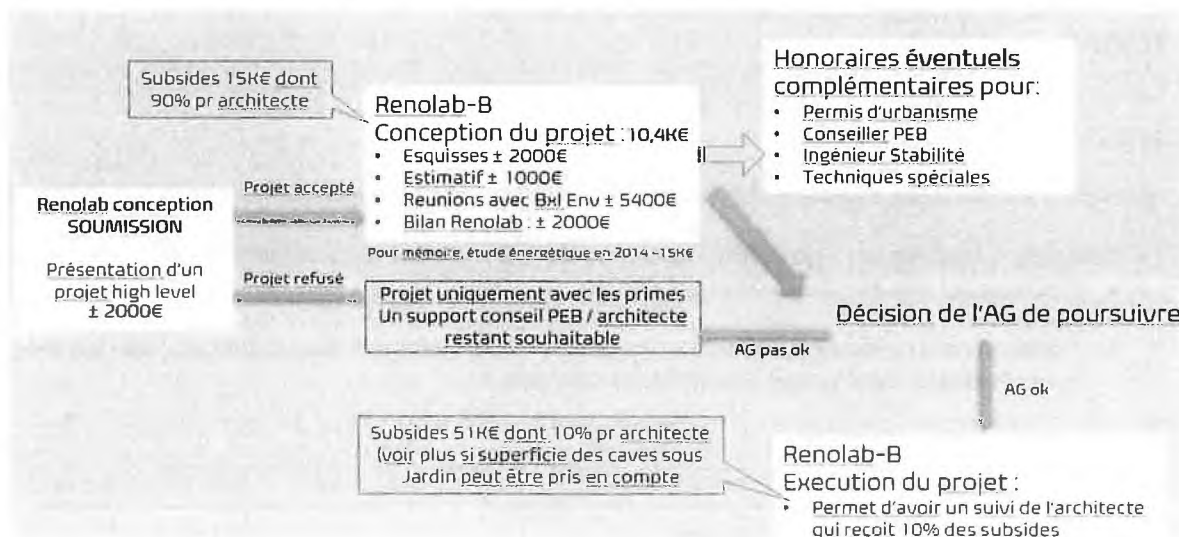 Subsides 15K€ dont
90% pr architecte
Renolab-B
Conception du projet : 10,4K€
• Esquisses ± 2000€
• Estimatif ± 1000€
• Reunions avec Bxl Env ± 5400€
• Bilan Renolab : ± 2000€
Pour mémoire, étude énergétique en 2014 ~15K€
Honoraires éventuels
complémentaires pour:
• Permis d'urbanisme
• Conseiller PEB
• Ingénieur Stabilité
• Techniques spéciales
Renolab conception
SOUMISSION
Présentation d'un
projet high level
± 2000€
Projet accepté
Projet refusé
Projet uniquement avec les primes
Un support conseil PEB / architecte
restant souhaitable
AG pas ok
Décision de l'AG de poursuivre
AG ok
Subsides 51K€ dont 10% pr architecte
(voir plus si superficie des caves sous
Jardin peut être pris en compte
Renolab-B
Execution du projet :
• Permet d'avoir un suivi de l'architecte
qui reçoit 10% des subsides